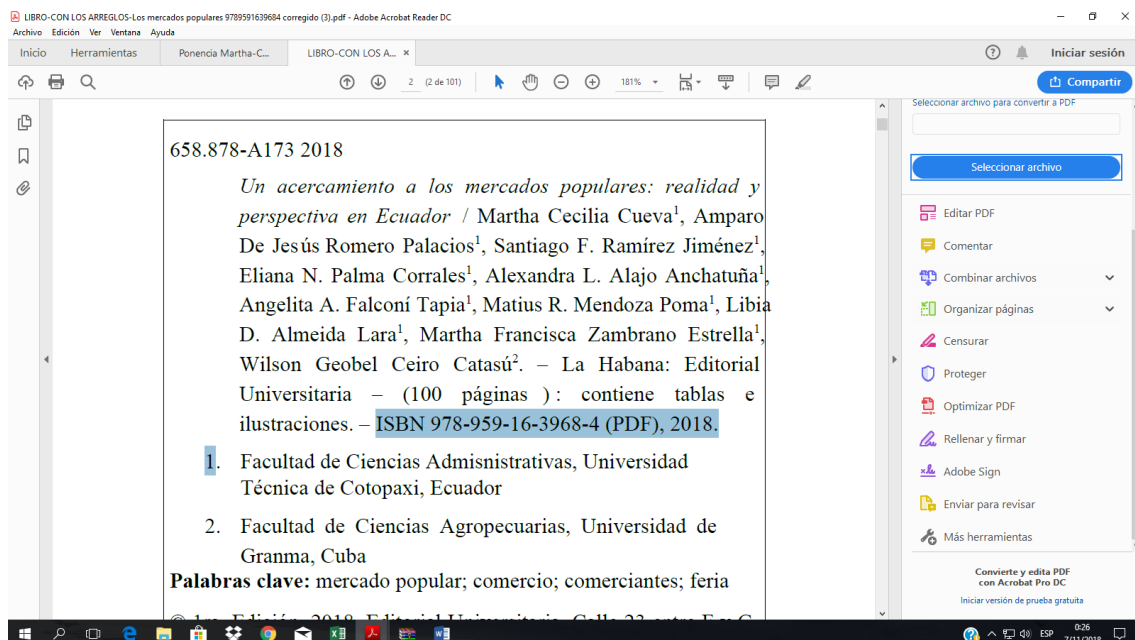 LIBRO-CON LOS ARREGLOS-Los mercados populares 9789591639684 corregido (3).pdf - Adobe Acrobat Reader DC
Archivo Edición Ver Ventana Ayuda
Inicio Herramientas Ponencia Martha-C... LIBRO-CON LOS A... × Iniciar sesión
2 (2 de 101) 181% Compartir
658.878-A173 2018
Un acercamiento a los mercados populares: realidad y
perspectiva en Ecuador / Martha Cecilia Cueva¹, Amparo
De Jesús Romero Palacios¹, Santiago F. Ramírez Jiménez¹,
Eliana N. Palma Corrales¹, Alexandra L. Alajo Anchatuña¹,
Angelita A. Falconí Tapia¹, Matius R. Mendoza Poma¹, Libia
D. Almeida Lara¹, Martha Francisca Zambrano Estrella¹,
Wilson Geobel Ceiro Catasú². – La Habana: Editorial
Universitaria – (100 páginas ): contiene tablas e
ilustraciones. – ISBN 978-959-16-3968-4 (PDF), 2018.
1. Facultad de Ciencias Admisnistrativas, Universidad
Técnica de Cotopaxi, Ecuador
2. Facultad de Ciencias Agropecuarias, Universidad de
Granma, Cuba
Palabras clave: mercado popular; comercio; comerciantes; feria
Seleccionar archivo para convertir a PDF
Seleccionar archivo
Editar PDF
Comentar
Combinar archivos
Organizar páginas
Censurar
Proteger
Optimizar PDF
Rellenar y firmar
Adobe Sign
Enviar para revisar
Más herramientas
Convierte y edita PDF
con Acrobat Pro DC
Iniciar versión de prueba gratuita
ESP
0:26
7/11/2018